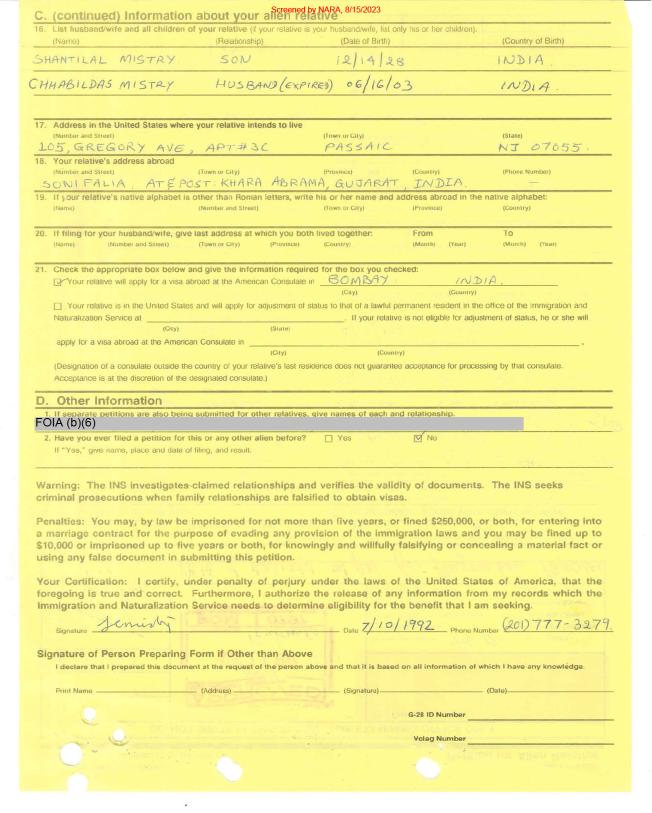 Screened by NARA, 8/15/2023
C. (continued) Information about your alien relative
16. List husband/wife and all children of your relative (if your relative is your husband/wife, list only his or her children).
(Name) (Relationship) (Date of Birth) (Country of Birth)
SHANTILAL MISTRY SON 12/14/28 INDIA.
CHHABILDAS MISTRY HUSBAND (EXPIRED) 06/16/03 INDIA.
17. Address in the United States where your relative intends to live
(Number and Street) (Town or City) (State)
105, GREGORY AVE, APT#3C PASSAIC NJ 07055.
18. Your relative's address abroad
(Number and Street) (Town or City) (Province) (Country) (Phone Number)
SONI FALIA, ATEPOST: KHARA ABRAMA, GUJARAT, INDIA. —
19. If your relative's native alphabet is other than Roman letters, write his or her name and address abroad in the native alphabet:
(Name) (Number and Street) (Town or City) (Province) (Country)
20. If filing for your husband/wife, give last address at which you both lived together: From To
(Name) (Number and Street) (Town or City) (Province) (Country) (Month) (Year) (Month) (Year)
21. Check the appropriate box below and give the information required for the box you checked:
Your relative will apply for a visa abroad at the American Consulate in BOMBAY INDIA.
(City) (Country)
Your relative is in the United States and will apply for adjustment of status to that of a lawful permanent resident in the office of the Immigration and
Naturalization Service at . If your relative is not eligible for adjustment of status, he or she will
(City) (State)
apply for a visa abroad at the American Consulate in .
(City) (Country)
(Designation of a consulate outside the country of your relative's last residence does not guarantee acceptance for processing by that consulate.
Acceptance is at the discretion of the designated consulate.)
D. Other Information
1. If separate petitions are also being submitted for other relatives, give names of each and relationship.
FOIA (b)(6)
2. Have you ever filed a petition for this or any other alien before? Yes No
If "Yes," give name, place and date of filing, and result.
Warning: The INS investigates claimed relationships and verifies the validity of documents. The INS seeks
criminal prosecutions when family relationships are falsified to obtain visas.
Penalties: You may, by law be imprisoned for not more than five years, or fined $250,000, or both, for entering into
a marriage contract for the purpose of evading any provision of the immigration laws and you may be fined up to
$10,000 or imprisoned up to five years or both, for knowingly and willfully falsifying or concealing a material fact or
using any false document in submitting this petition.
Your Certification: I certify, under penalty of perjury under the laws of the United States of America, that the
foregoing is true and correct. Furthermore, I authorize the release of any information from my records which the
Immigration and Naturalization Service needs to determine eligibility for the benefit that I am seeking.
Signature Date 7/10/1992 Phone Number (201) 777-3279.
Signature of Person Preparing Form if Other than Above
I declare that I prepared this document at the request of the person above and that it is based on all information of which I have any knowledge.
Print Name (Address) (Signature) (Date)
G-28 ID Number
Volag Number